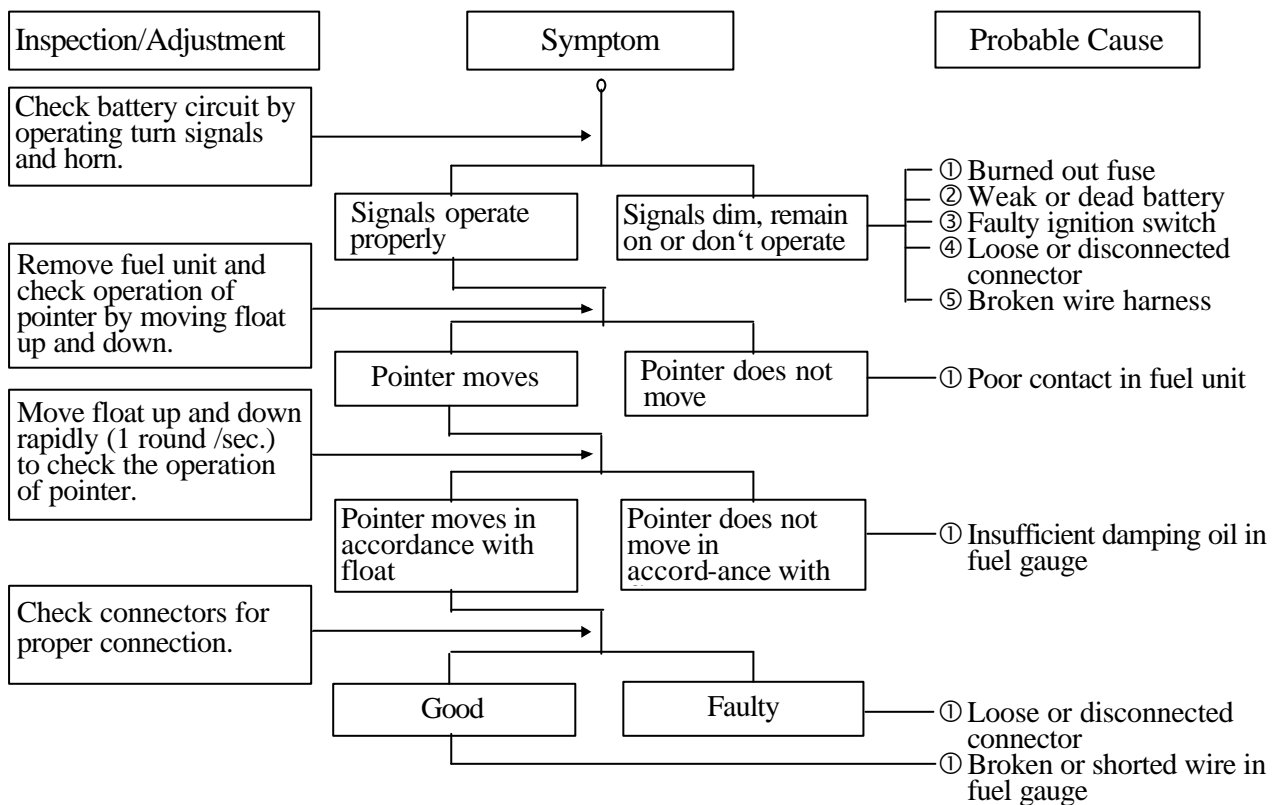 Inspection/Adjustment
Symptom
Probable Cause
Check battery circuit by
operating turn signals
and horn.
Signals operate
properly
Signals dim, remain
on or don‘t operate
① Burned out fuse
② Weak or dead battery
③ Faulty ignition switch
④ Loose or disconnected
connector
⑤ Broken wire harness
Remove fuel unit and
check operation of
pointer by moving float
up and down.
Pointer moves
Pointer does not
move
① Poor contact in fuel unit
Move float up and down
rapidly (1 round /sec.)
to check the operation
of pointer.
Pointer moves in
accordance with
float
Pointer does not
move in
accord-ance with
① Insufficient damping oil in
fuel gauge
Check connectors for
proper connection.
Good
Faulty
① Loose or disconnected
connector
① Broken or shorted wire in
fuel gauge